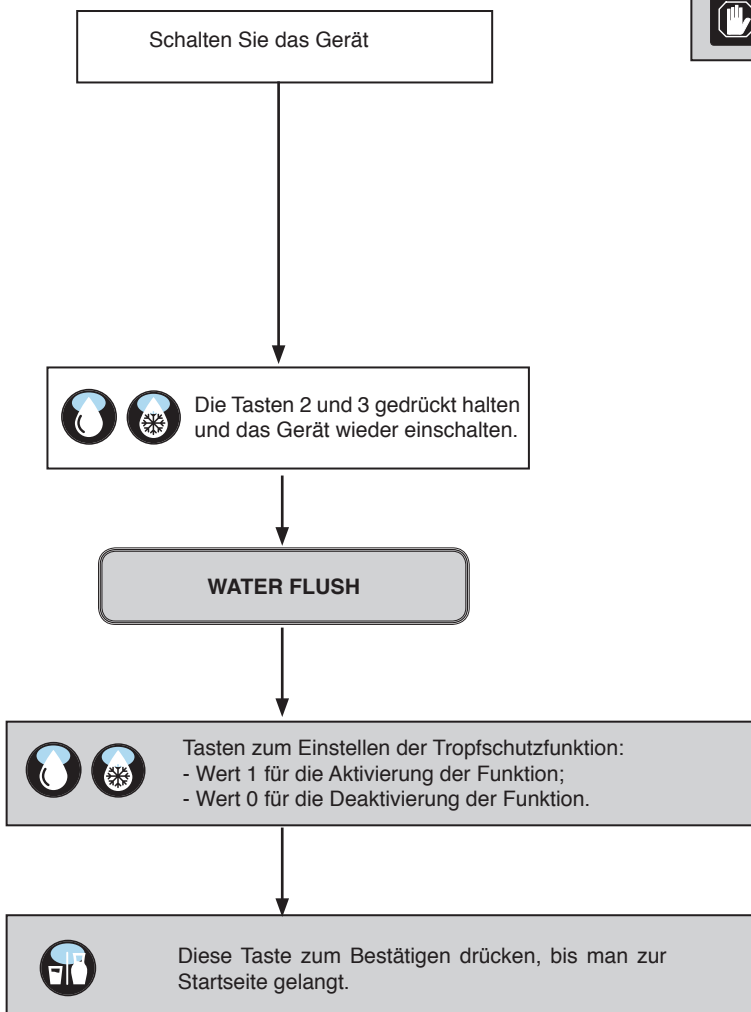 Schalten Sie das Gerät
Die Tasten 2 und 3 gedrückt halten
und das Gerät wieder einschalten.
WATER FLUSH
Tasten zum Einstellen der Tropfschutzfunktion:
- Wert 1 für die Aktivierung der Funktion;
- Wert 0 für die Deaktivierung der Funktion.
Diese Taste zum Bestätigen drücken, bis man zur
Startseite gelangt.